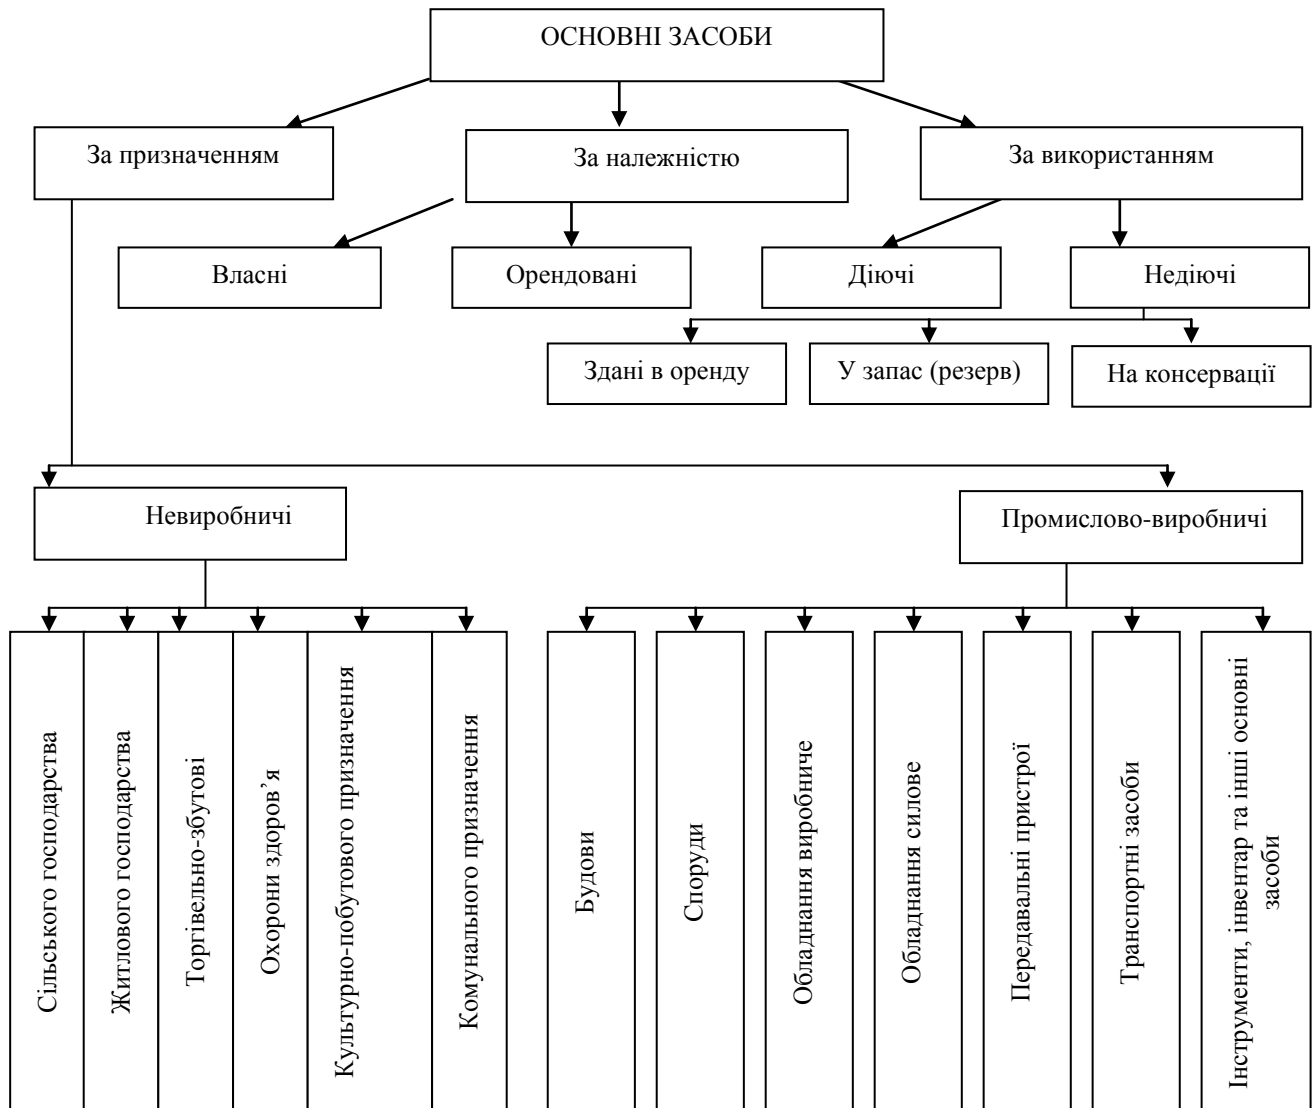 ОСНОВНІ ЗАСОБИ
За призначенням
За належністю
За використанням
Власні
Орендовані
Діючі
Недіючі
Здані в оренду
У запас (резерв)
На консервації
Невиробничі
Промислово-виробничі
Сільського господарства
Житлового господарства
Торгівельно-збутові
Охорони здоров’я
Культурно-побутового призначення
Комунального призначення
Будови
Споруди
Обладнання виробниче
Обладнання силове
Передавальні пристрої
Транспортні засоби
Інструменти, інвентар та інші основні
засоби